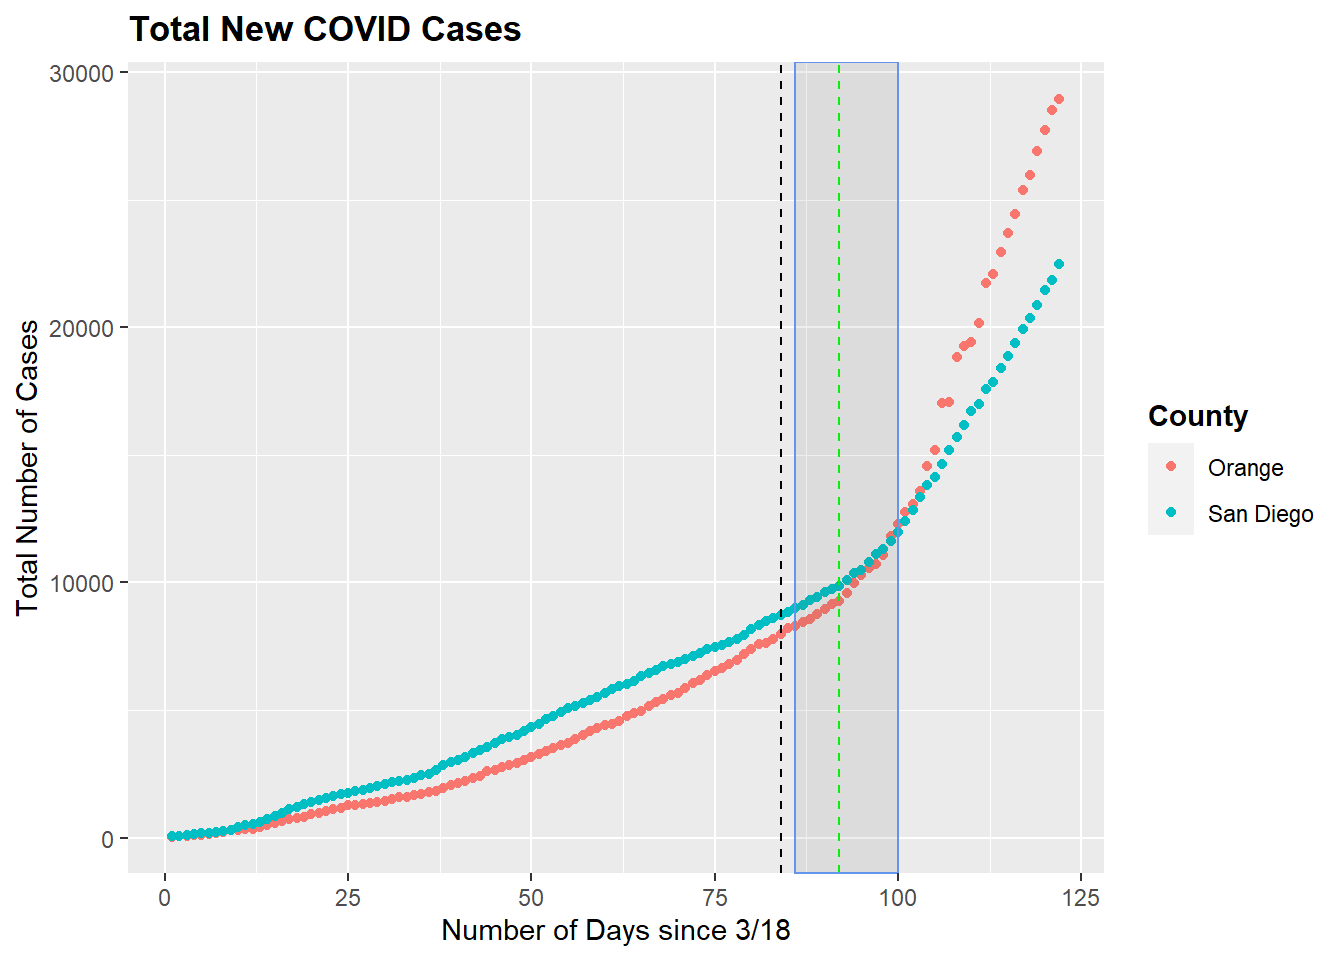 Total New COVID Cases
Total Number of Cases
30000
20000
10000
0
0 25 50 75 100 125
Number of Days since 3/18
County
Orange
San Diego